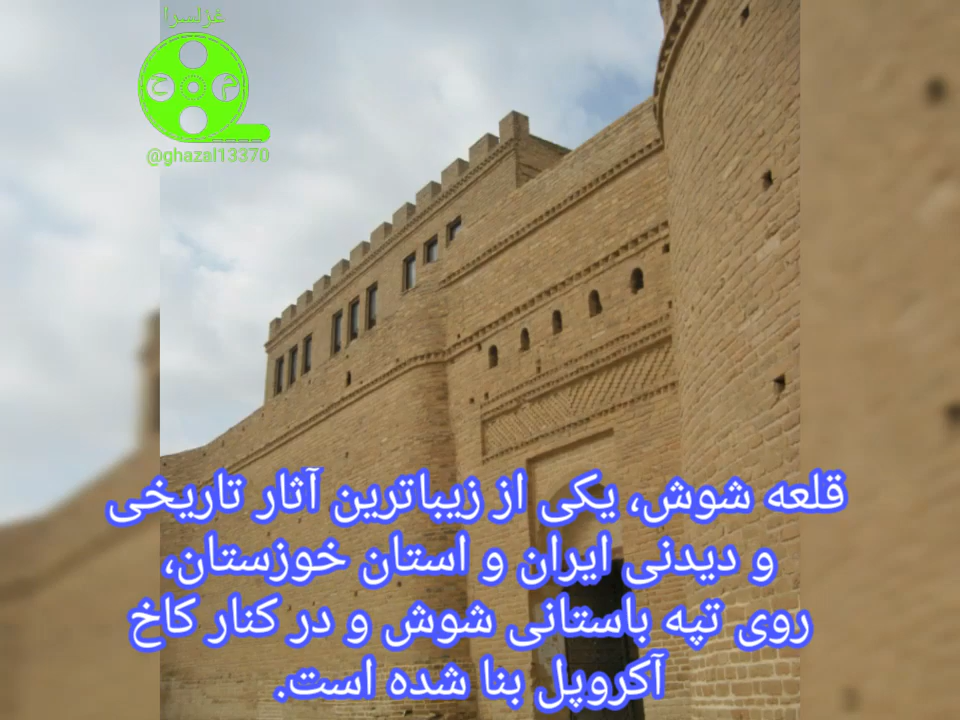 غزلسرا
م ح
@ghazal13370
قلعه شوش، یکی از زیباترین آثار تاریخی
و دیدنی ایران و استان خوزستان،
روی تپه باستانی شوش و در کنار کاخ
آکروپل بنا شده است.